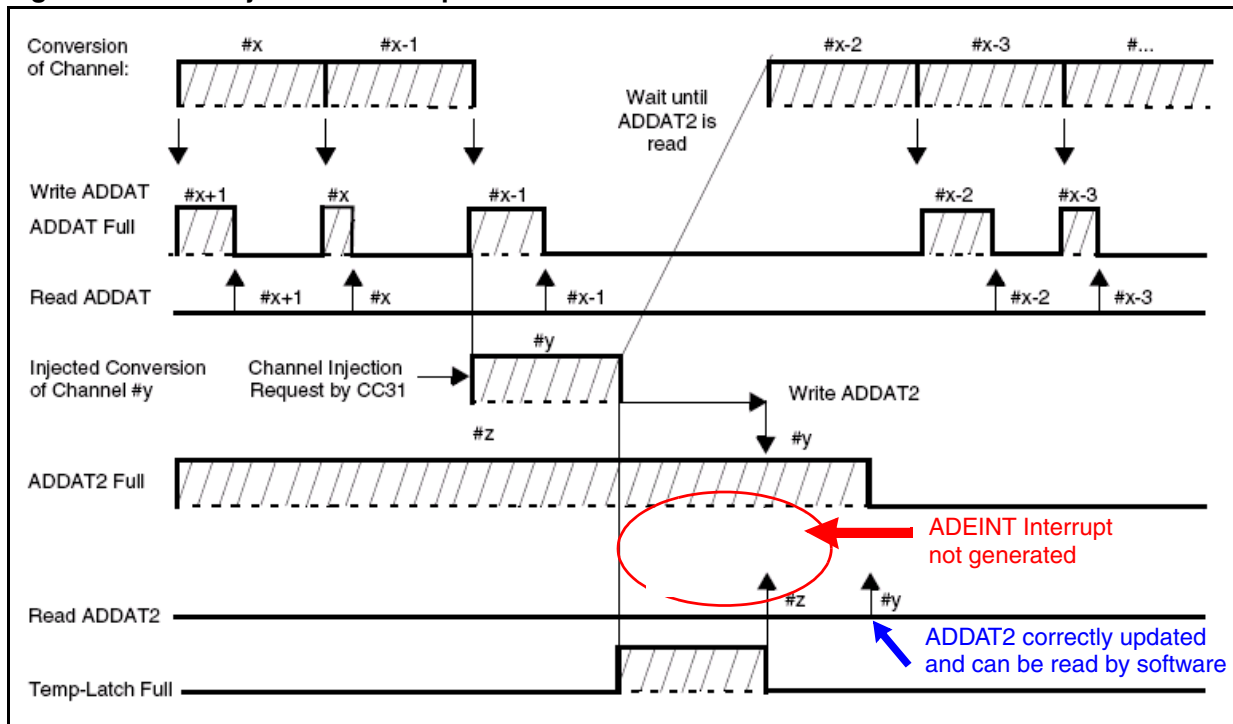 Conversion
of Channel:
#x
#x-1
#x-2
#x-3
#...
Wait until
ADDAT2 is
read
Write ADDAT
ADDAT Full
#x+1
#x
#x-1
#x-2
#x-3
Read ADDAT
#x+1
#x
#x-1
#x-2
#x-3
Injected Conversion
of Channel #y
Channel Injection
Request by CC31
#y
Write ADDAT2
#z
#y
ADDAT2 Full
ADEINT Interrupt
not generated
Read ADDAT2
#z
#y
ADDAT2 correctly updated
and can be read by software
Temp-Latch Full